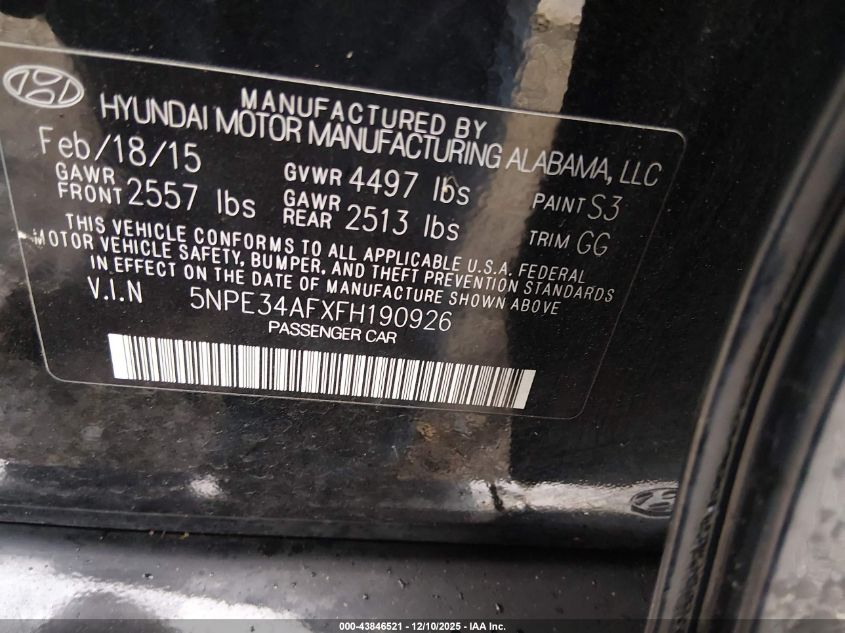 MANUFACTURED BY
HYUNDAI MOTOR MANUFACTURING ALABAMA, LLC
Feb/18/15 GVWR 4497 lbs PAINT S3
GAWR FRONT 2557 lbs GAWR REAR 2513 lbs TRIM GG
THIS VEHICLE CONFORMS TO ALL APPLICABLE U.S.A. FEDERAL
MOTOR VEHICLE SAFETY, BUMPER, AND THEFT PREVENTION STANDARDS
IN EFFECT ON THE DATE OF MANUFACTURE SHOWN ABOVE
V.I.N 5NPE34AFXFH190926
PASSENGER CAR
000-43846521 - 12/10/2025 - IAA Inc.